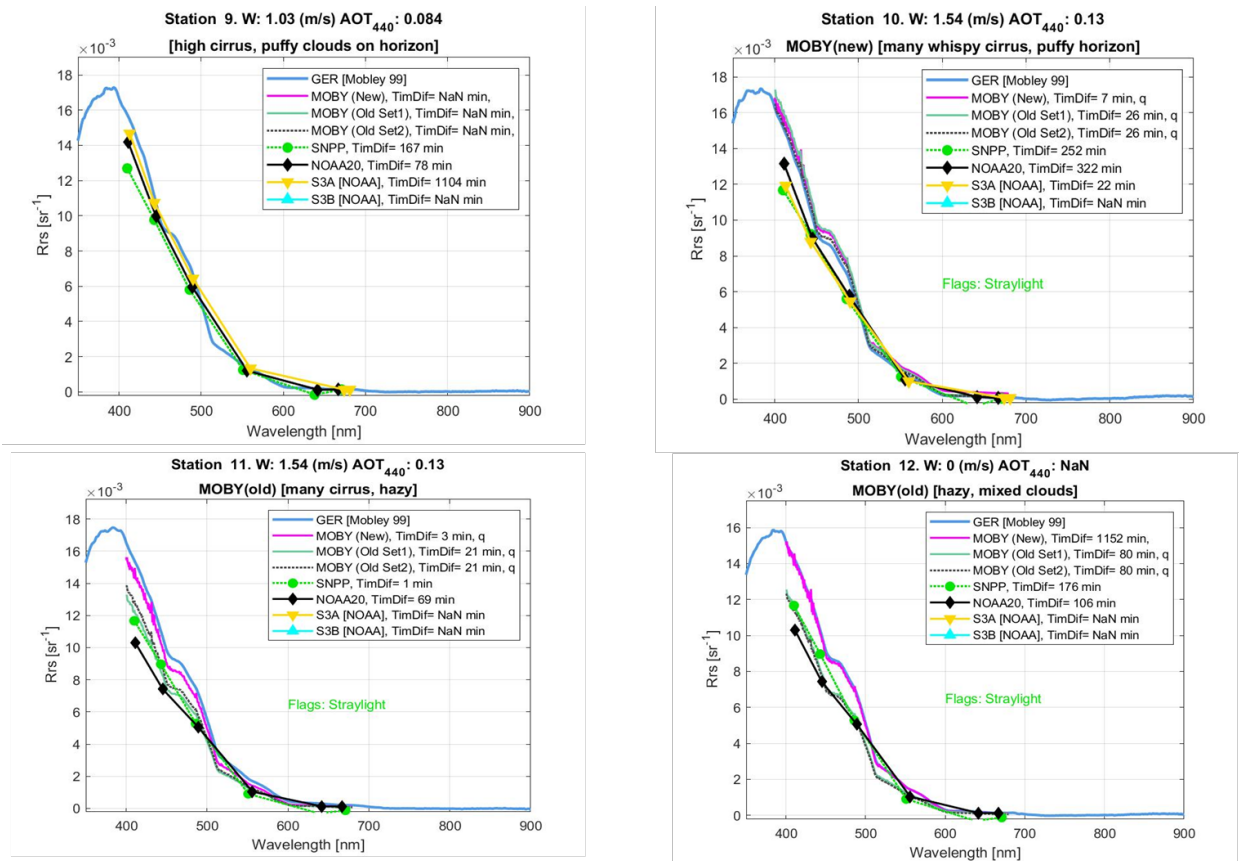 Station 9. W: 1.03 (m/s) AOT440: 0.084
[high cirrus, puffy clouds on horizon]
×10-3
18
16
14
12
10
8
6
4
2
0
Rrs [sr-1]
400 500 600 700 800 900
Wavelength [nm]
GER [Mobley 99]
MOBY (New), TimDif= NaN min,
MOBY (Old Set1), TimDif= NaN min,
MOBY (Old Set2), TimDif= NaN min,
SNPP, TimDif= 167 min
NOAA20, TimDif= 78 min
S3A [NOAA], TimDif= 1104 min
S3B [NOAA], TimDif= NaN min
Station 10. W: 1.54 (m/s) AOT440: 0.13
MOBY(new) [many whispy cirrus, puffy horizon]
×10-3
18
16
14
12
10
8
6
4
2
0
Rrs [sr-1]
400 500 600 700 800 900
Wavelength [nm]
GER [Mobley 99]
MOBY (New), TimDif= 7 min, q
MOBY (Old Set1), TimDif= 26 min, q
MOBY (Old Set2), TimDif= 26 min, q
SNPP, TimDif= 252 min
NOAA20, TimDif= 322 min
S3A [NOAA], TimDif= 22 min
S3B [NOAA], TimDif= NaN min
Flags: Straylight
Station 11. W: 1.54 (m/s) AOT440: 0.13
MOBY(old) [many cirrus, hazy]
×10-3
18
16
14
12
10
8
6
4
2
0
Rrs [sr-1]
400 500 600 700 800 900
Wavelength [nm]
GER [Mobley 99]
MOBY (New), TimDif= 3 min, q
MOBY (Old Set1), TimDif= 21 min, q
MOBY (Old Set2), TimDif= 21 min, q
SNPP, TimDif= 1 min
NOAA20, TimDif= 69 min
S3A [NOAA], TimDif= NaN min
S3B [NOAA], TimDif= NaN min
Flags: Straylight
Station 12. W: 0 (m/s) AOT440: NaN
MOBY(old) [hazy, mixed clouds]
×10-3
16
14
12
10
8
6
4
2
0
Rrs [sr-1]
400 500 600 700 800 900
Wavelength [nm]
GER [Mobley 99]
MOBY (New), TimDif= 1152 min,
MOBY (Old Set1), TimDif= 80 min, q
MOBY (Old Set2), TimDif= 80 min, q
SNPP, TimDif= 176 min
NOAA20, TimDif= 106 min
S3A [NOAA], TimDif= NaN min
S3B [NOAA], TimDif= NaN min
Flags: Straylight